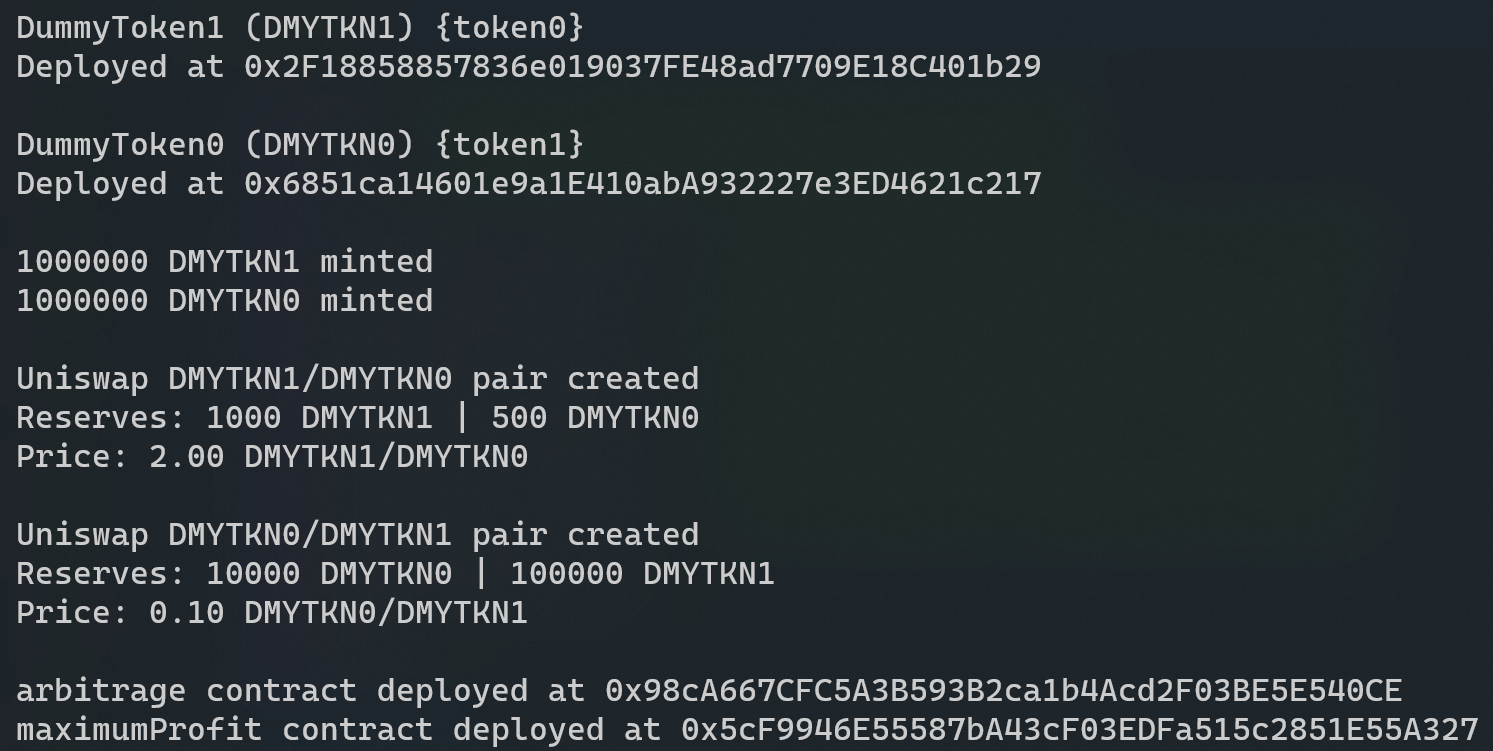 DummyToken1 (DMYTKN1) {token0}
Deployed at 0x2F18858857836e019037FE48ad7709E18C401b29
DummyToken0 (DMYTKN0) {token1}
Deployed at 0x6851ca14601e9a1E410abA932227e3ED4621c217
1000000 DMYTKN1 minted
1000000 DMYTKN0 minted
Uniswap DMYTKN1/DMYTKN0 pair created
Reserves: 1000 DMYTKN1 | 500 DMYTKN0
Price: 2.00 DMYTKN1/DMYTKN0
Uniswap DMYTKN0/DMYTKN1 pair created
Reserves: 10000 DMYTKN0 | 100000 DMYTKN1
Price: 0.10 DMYTKN0/DMYTKN1
arbitrage contract deployed at 0x98cA667CFC5A3B593B2ca1b4Acd2F03BE5E540CE
maximumProfit contract deployed at 0x5cF9946E55587bA43cF03EDFa515c2851E55A327